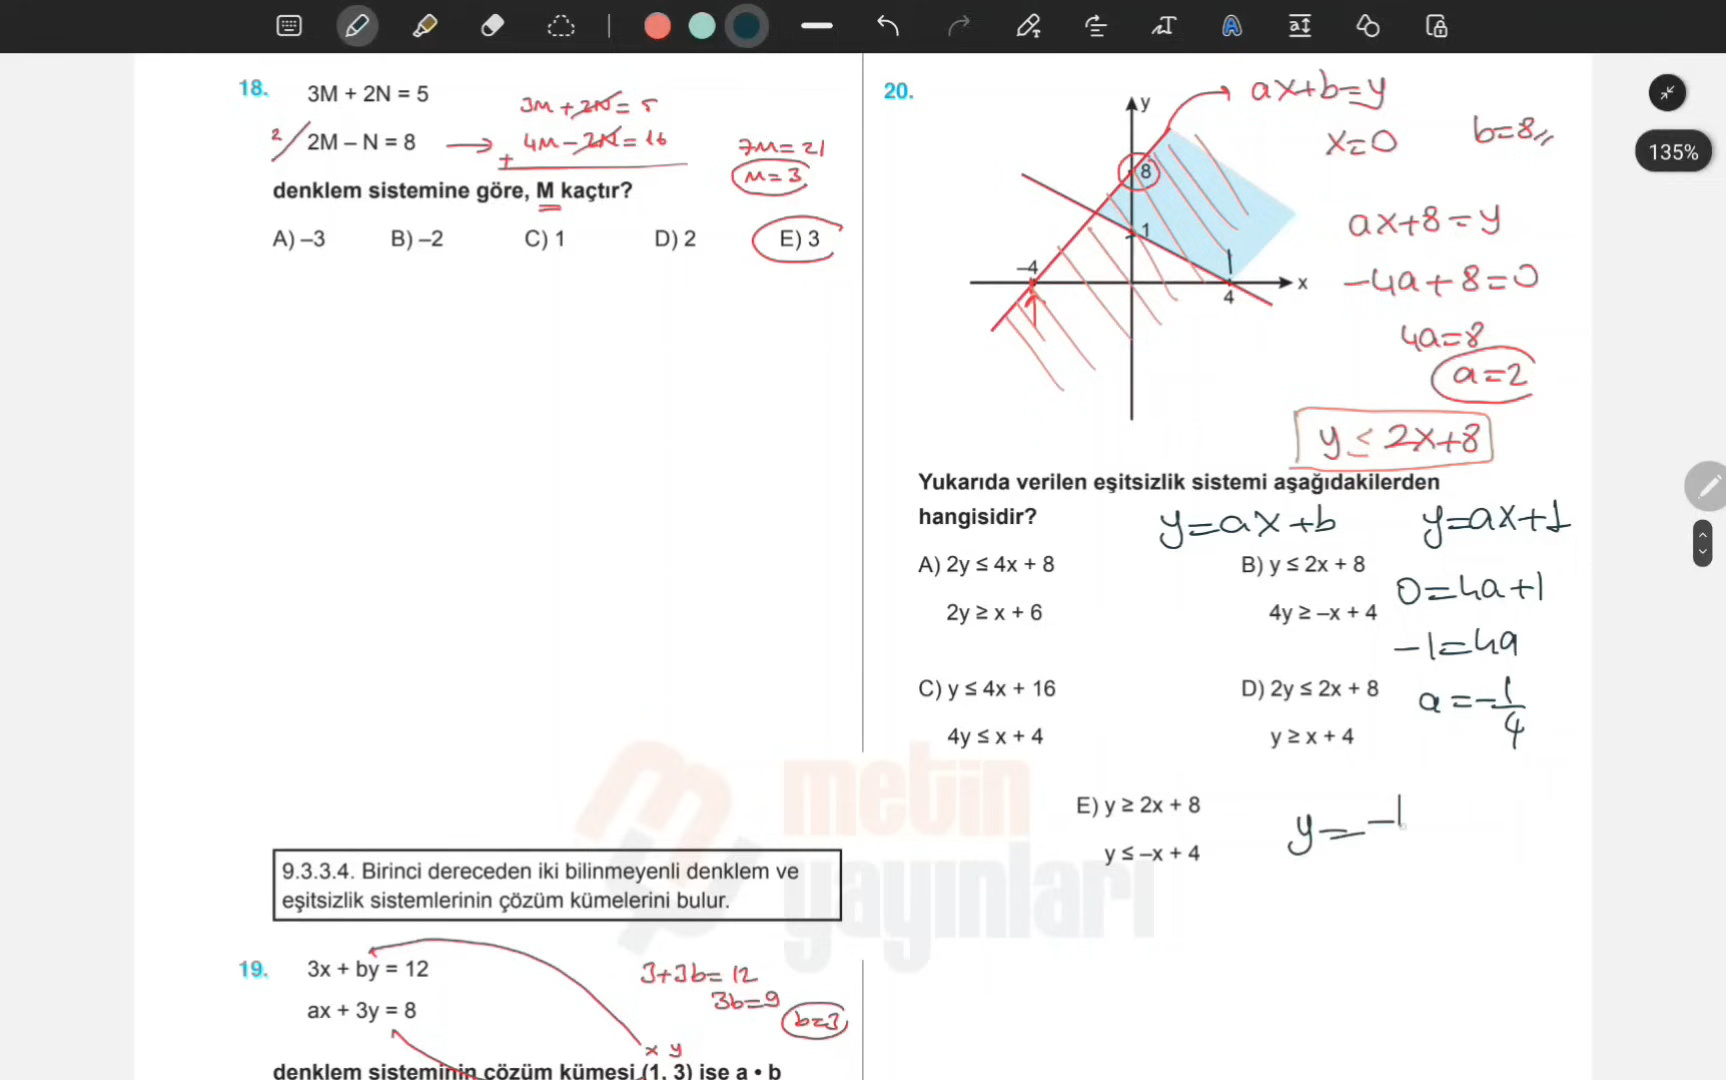 135%
18.
3M + 2N = 5
2/ 2M – N = 8
3M + 2N = 5
4M - 2N = 16
+
7M = 21
M = 3
denklem sistemine göre, M kaçtır?
A) –3 B) –2 C) 1 D) 2 E) 3
9.3.3.4. Birinci dereceden iki bilinmeyenli denklem ve
eşitsizlik sistemlerinin çözüm kümelerini bulur.
19.
3x + by = 12
ax + 3y = 8
3+3b=12
3b=9
b=3
x y
denklem sisteminin çözüm kümesi (1, 3) ise a • b
20.
y
8
1
–4
4
x
ax+b=y
x=0 b=8
ax+8=y
-4a+8=0
4a=8
a=2
y ≤ 2x+8
Yukarıda verilen eşitsizlik sistemi aşağıdakilerden
hangisidir?
y=ax+b y=ax+1
0=4a+1
-1=4a
a=-1/4
y=-1
A) 2y ≤ 4x + 8
2y ≥ x + 6
B) y ≤ 2x + 8
4y ≥ –x + 4
C) y ≤ 4x + 16
4y ≤ x + 4
D) 2y ≤ 2x + 8
y ≥ x + 4
E) y ≥ 2x + 8
y ≤ –x + 4
metin
yayınları